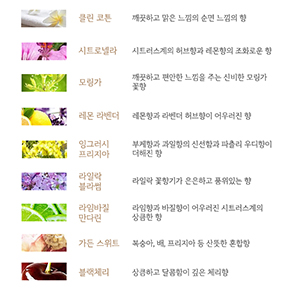 클린 코튼
깨끗하고 맑은 느낌의 순면 느낌의 향
시트로넬라
시트러스계의 허브향과 레몬향의 조화로운 향
모링가
깨끗하고 편안한 느낌을 주는 신비한 모링가
꽃향
레몬 라벤더
레몬향과 라벤더 허브향이 어우러진 향
잉그러시
프리지아
부케향과 과일향의 신선함과 파츌리 우디향이
더해진 향
라일락
블라썸
라일락 꽃향기가 은은하고 품위있는 향
라임바질
만다린
라임향과 바질향이 어우러진 시트러스계의
상큼한 향
가든 스위트
복숭아, 배, 프리지아 등 산뜻한 혼합향
블랙체리
상큼하고 달콤함이 깊은 체리향